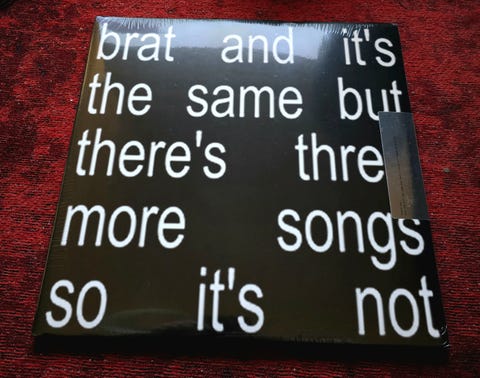 brat and it's
the same but
there's thre
more songs
so it's not